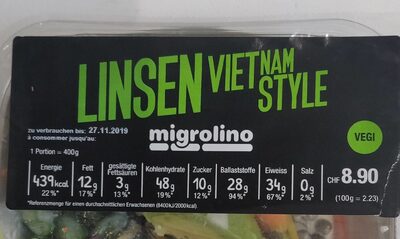 LINSEN VIETNAM STYLE
zu verbrauchen bis: 27.11.2019
à consommer jusqu'au:
migrolino
VEGI
1 Portion = 400g
Energie Fett gesättigte Fettsäuren Kohlenhydrate Zucker Ballaststoffe Eiweiss Salz
439kcal 12g 3g 48g 10g 28g 34g 0g
22%* 17%* 13%* 19%* 12%* 94%* 67%* 2%*
CHF 8.90
(100g = 2.23)
*Referenzmenge für einen durchschnittlichen Erwachsenen (8400kJ/2000kcal)